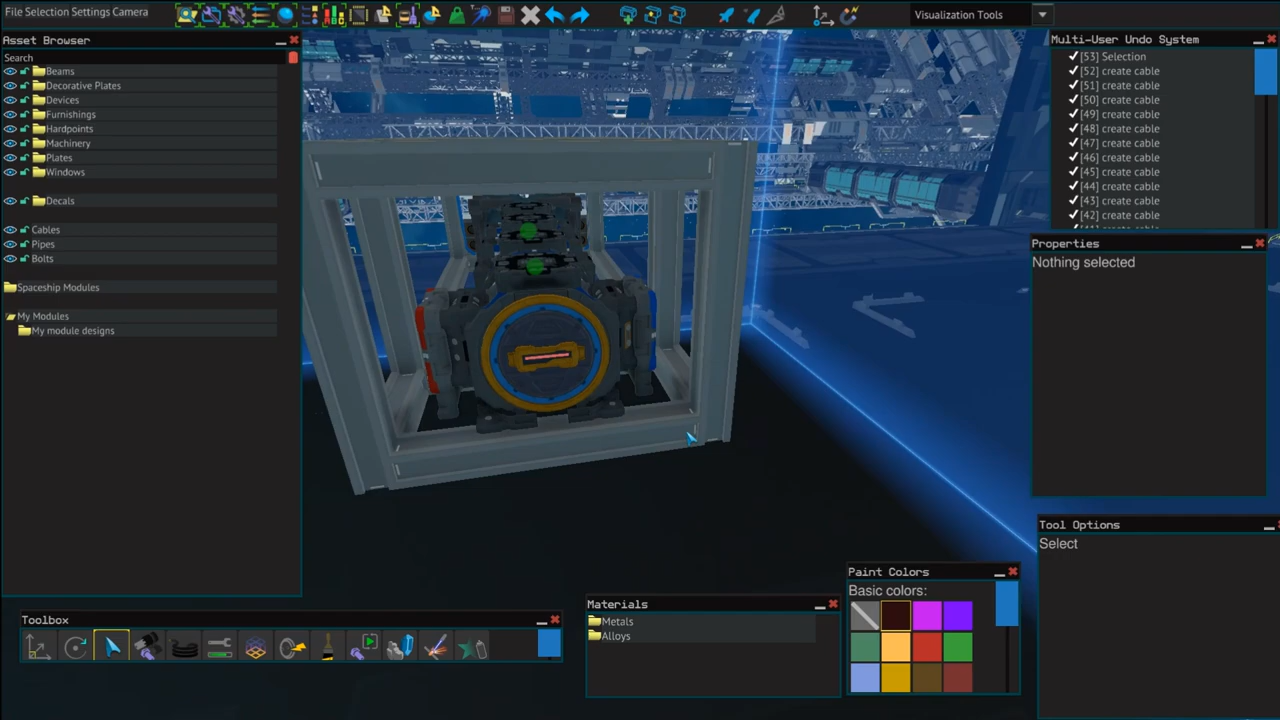 File Selection Settings Camera
Visualization Tools
Asset Browser
Search
Beams
Decorative Plates
Devices
Furnishings
Hardpoints
Machinery
Plates
Windows
Decals
Cables
Pipes
Bolts
Spaceship Modules
My Modules
My module designs
Multi-User Undo System
[53] Selection
[52] create cable
[51] create cable
[50] create cable
[49] create cable
[48] create cable
[47] create cable
[46] create cable
[45] create cable
[44] create cable
[43] create cable
[42] create cable
Properties
Nothing selected
Tool Options
Select
Paint Colors
Basic colors:
Materials
Metals
Alloys
Toolbox